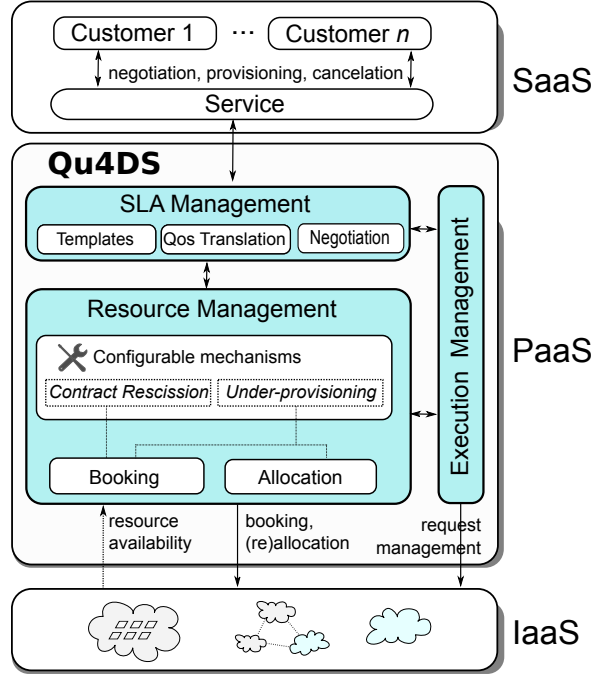 Customer 1 ... Customer n
negotiation, provisioning, cancelation
Service
SaaS
Qu4DS
SLA Management
Templates Qos Translation Negotiation
Resource Management
Configurable mechanisms
Contract Rescission Under-provisioning
Booking Allocation
Execution Management
PaaS
resource
availability
booking,
(re)allocation
request
management
IaaS